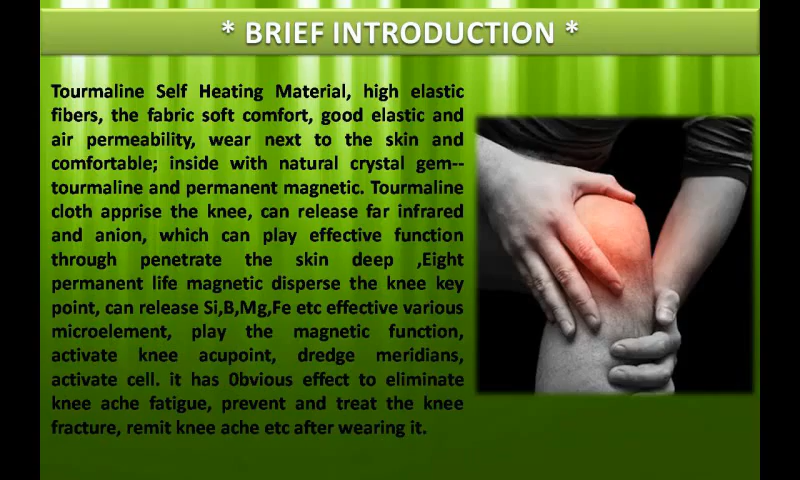 * BRIEF INTRODUCTION *
Tourmaline Self Heating Material, high elastic
fibers, the fabric soft comfort, good elastic and
air permeability, wear next to the skin and
comfortable; inside with natural crystal gem--
tourmaline and permanent magnetic. Tourmaline
cloth apprise the knee, can release far infrared
and anion, which can play effective function
through penetrate the skin deep ,Eight
permanent life magnetic disperse the knee key
point, can release Si,B,Mg,Fe etc effective various
microelement, play the magnetic function,
activate knee acupoint, dredge meridians,
activate cell. it has 0bvious effect to eliminate
knee ache fatigue, prevent and treat the knee
fracture, remit knee ache etc after wearing it.